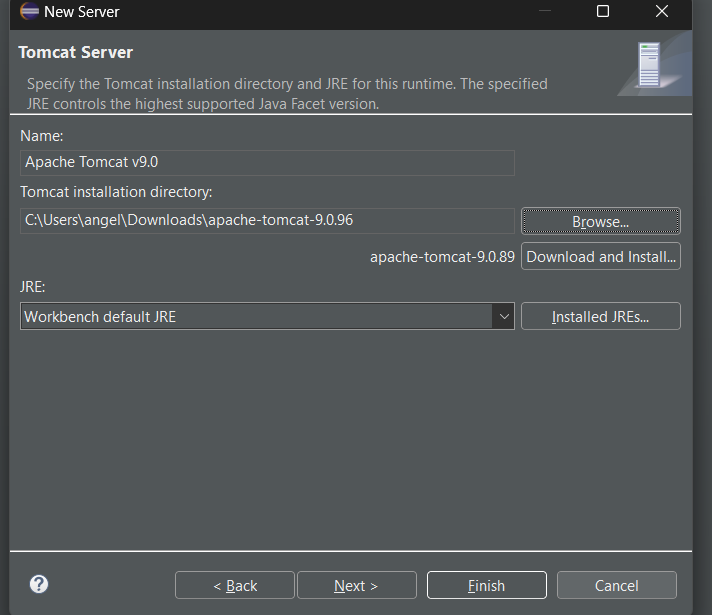 New Server
Tomcat Server
Specify the Tomcat installation directory and JRE for this runtime. The specified
JRE controls the highest supported Java Facet version.
Name:
Apache Tomcat v9.0
Tomcat installation directory:
C:\Users\angel\Downloads\apache-tomcat-9.0.96
Browse...
apache-tomcat-9.0.89 Download and Install...
JRE:
Workbench default JRE
Installed JREs...
?
< Back
Next >
Finish
Cancel